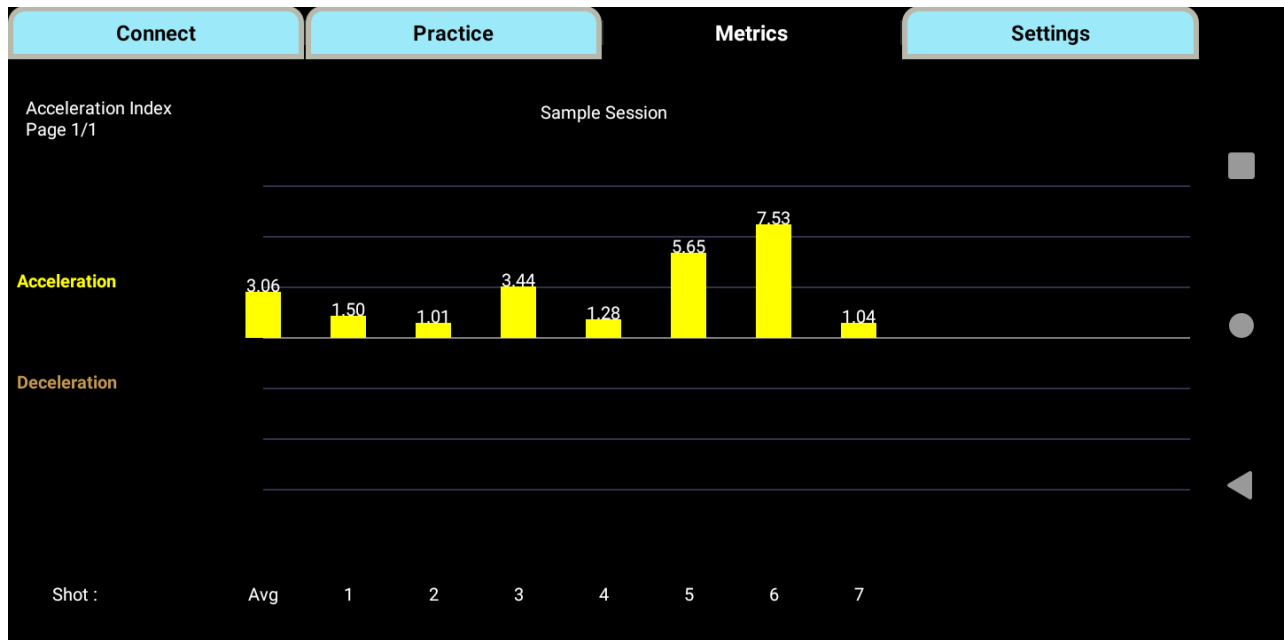 Connect Practice Metrics Settings
Acceleration Index
Page 1/1
Sample Session
7.53
5.65
3.44
3.06
1.50 1.01 1.28 1.04
Acceleration
Deceleration
Shot : Avg 1 2 3 4 5 6 7